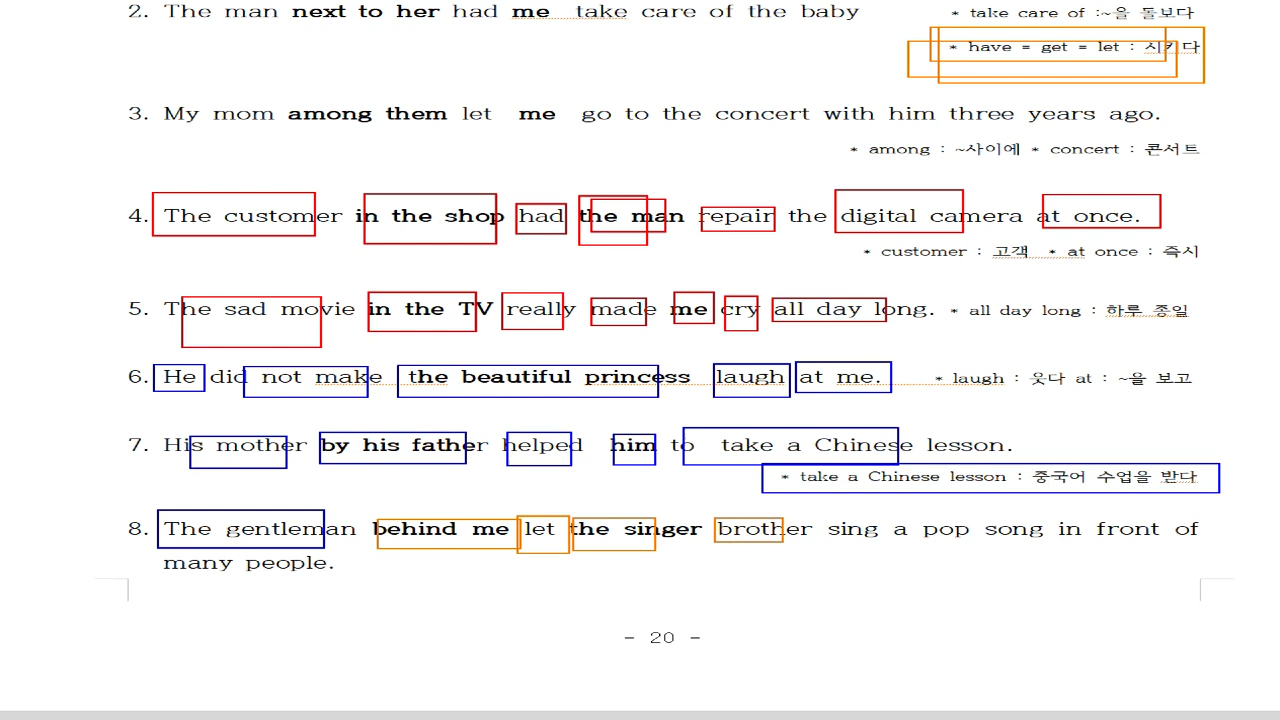 2. The man next to her had me take care of the baby * take care of :~을 돌보다
* have = get = let : 시키다
3. My mom among them let me go to the concert with him three years ago.
* among : ~사이에 * concert : 콘서트
4. The customer in the shop had the man repair the digital camera at once.
* customer : 고객 * at once : 즉시
5. The sad movie in the TV really made me cry all day long. * all day long : 하루 종일
6. He did not make the beautiful princess laugh at me. * laugh : 웃다 at : ~을 보고
7. His mother by his father helped him to take a Chinese lesson.
* take a Chinese lesson : 중국어 수업을 받다
8. The gentleman behind me let the singer brother sing a pop song in front of
many people.
- 20 -